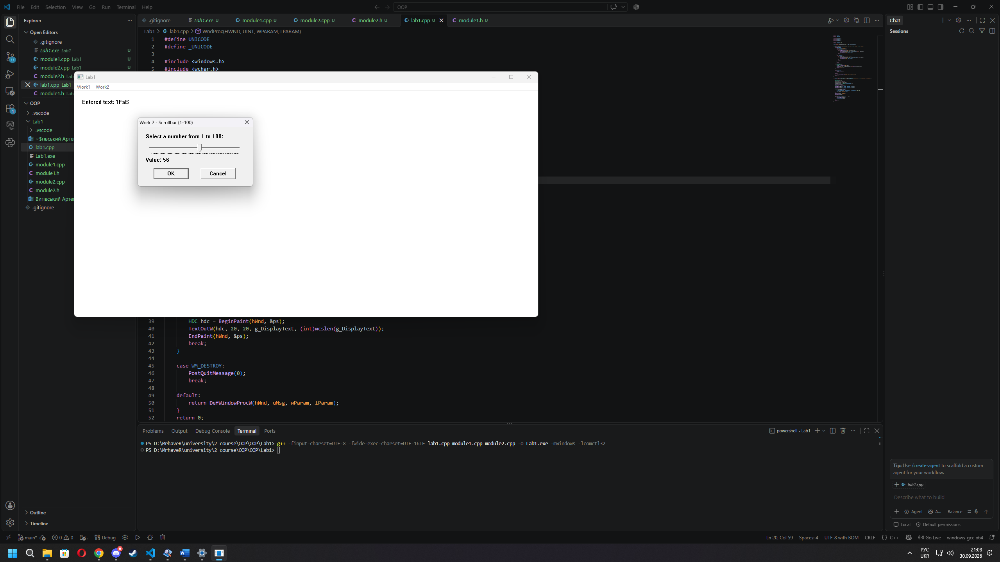 File Edit Selection View Go Run Terminal Help
OOP
Explorer
Open Editors
.gitignore
Lab1.exe Lab1 U
module1.cpp Lab1 U
module2.cpp Lab1 U
module2.h Lab
lab1.cpp Lab1
module1.h Lab
OOP
.vscode
Lab1
.vscode
~$гівський Арте
lab1.cpp
Lab1.exe
module1.cpp
module1.h
module2.cpp
module2.h
Вигівський Арте
.gitignore
Outline
Timeline
.gitignore Lab1.exe U module1.cpp U module2.cpp U module2.h U lab1.cpp U module1.h U
Lab1 > lab1.cpp > WndProc(HWND, UINT, WPARAM, LPARAM)
1 #define UNICODE
2 #define _UNICODE
3
4 #include <windows.h>
5 #include <wchar.h>
Lab1
Work1 Work2
Entered text: 1FaБ
Work 2 - Scrollbar (1-100)
Select a number from 1 to 100:
Value: 56
OK Cancel
39 HDC hdc = BeginPaint(hWnd, &ps);
40 TextOutW(hdc, 20, 20, g_DisplayText, (int)wcslen(g_DisplayText));
41 EndPaint(hWnd, &ps);
42 break;
43 }
44
45 case WM_DESTROY:
46 PostQuitMessage(0);
47 break;
48
49 default:
50 return DefWindowProcW(hWnd, uMsg, wParam, lParam);
51 }
52 return 0;
Problems Output Debug Console Terminal Ports
powershell - Lab1
PS D:\MrhaveR\university\2 course\OOP\OOP\Lab1> g++ -finput-charset=UTF-8 -fwide-exec-charset=UTF-16LE lab1.cpp module1.cpp module2.cpp -o Lab1.exe -mwindows -lcomctl32
PS D:\MrhaveR\university\2 course\OOP\OOP\Lab1>
Chat
Sessions
Tip: Use /create-agent to scaffold a custom
agent for your workflow.
lab1.cpp
Describe what to build
Agent A... Balance
Local Default permissions
11
1
main* 0 0 Debug
Ln 20, Col 59 Spaces: 4 UTF-8 with BOM CRLF {} C++ Go Live windows-gcc-x64
РУС
UKR
21:08
30.09.2026